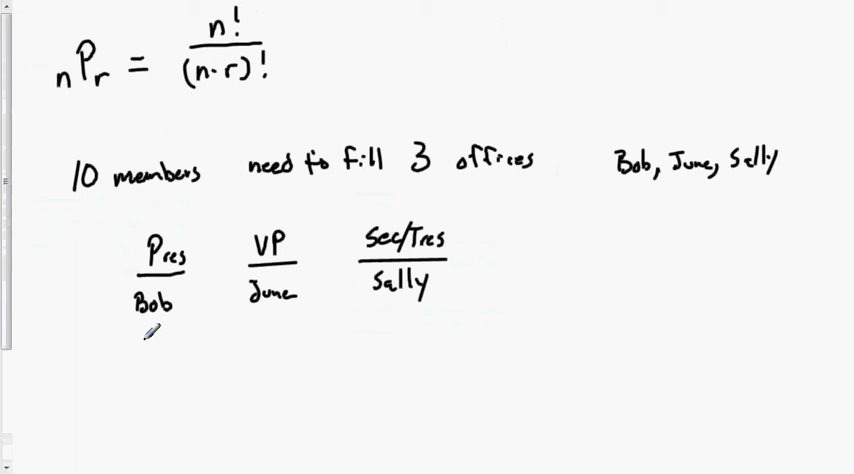 nPr = n!/(n-r)!
10 members need to fill 3 offices Bob, June, Sally
Pres VP Sec/Tres
Bob June Sally